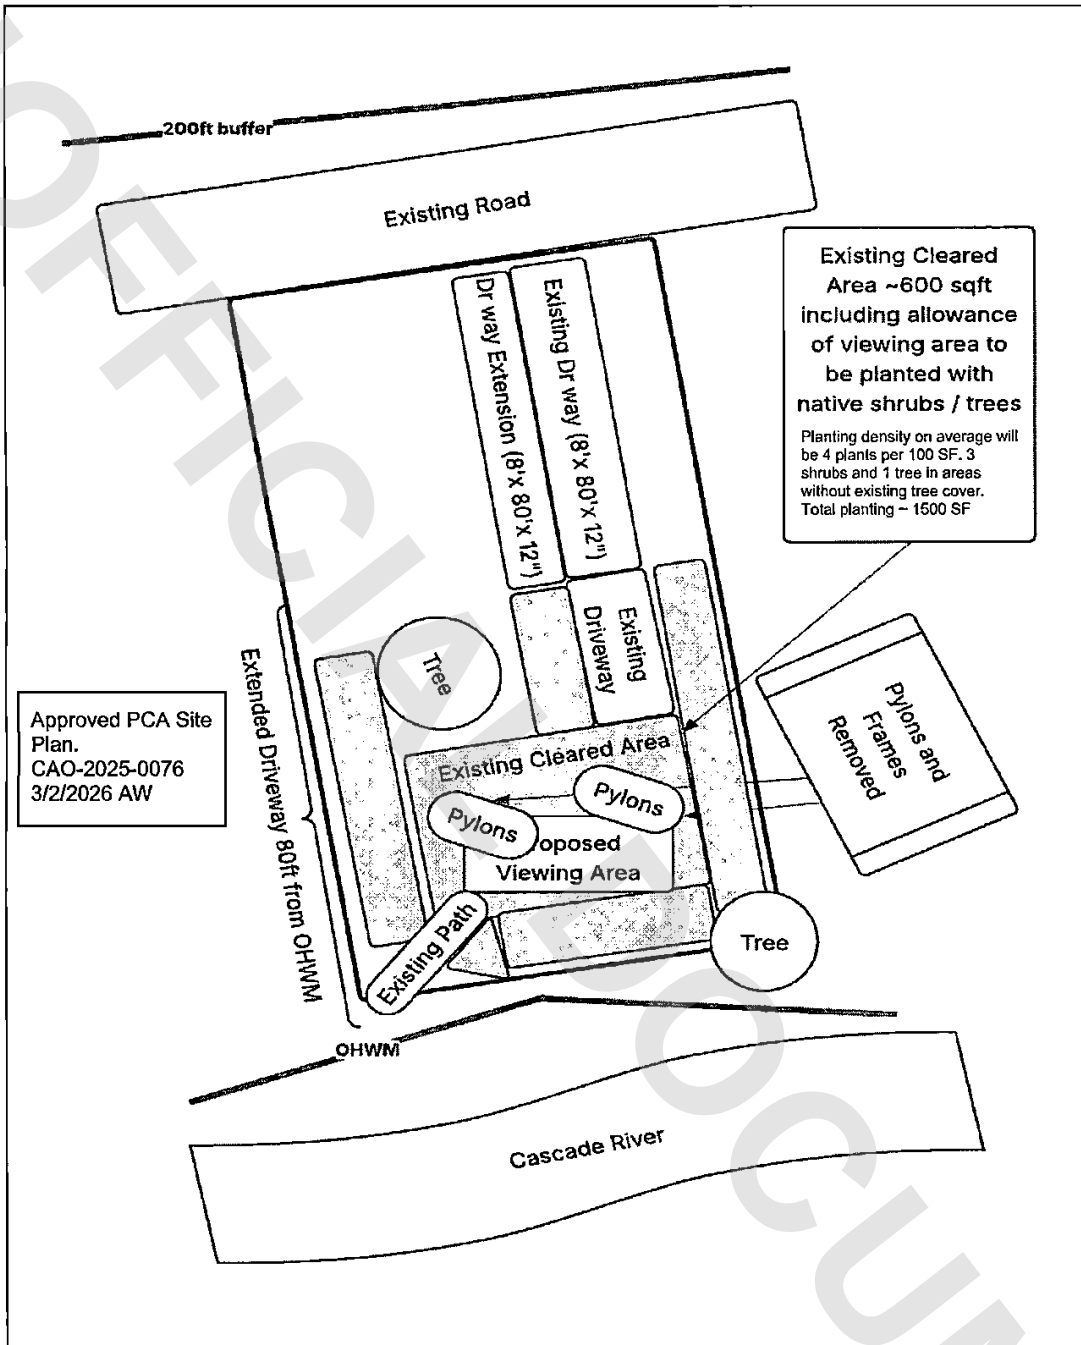 200ft buffer
Existing Road
Existing Cleared
Area ~600 sqft
including allowance
of viewing area to
be planted with
native shrubs / trees
Planting density on average will
be 4 plants per 100 SF. 3
shrubs and 1 tree in areas
without existing tree cover.
Total planting ~ 1500 SF
Dr way Extension (8'x 80'x 12")
Existing Dr way (8'x 80'x 12")
Existing
Driveway
Tree
Extended Driveway 80ft from OHWM
Approved PCA Site
Plan.
CAO-2025-0076
3/2/2026 AW
Pylons and
Frames
Removed
Existing Cleared Area
Pylons
Pylons
oposed
Viewing Area
Existing Path
Tree
OHWM
Cascade River
OFFICIAL DOCUM